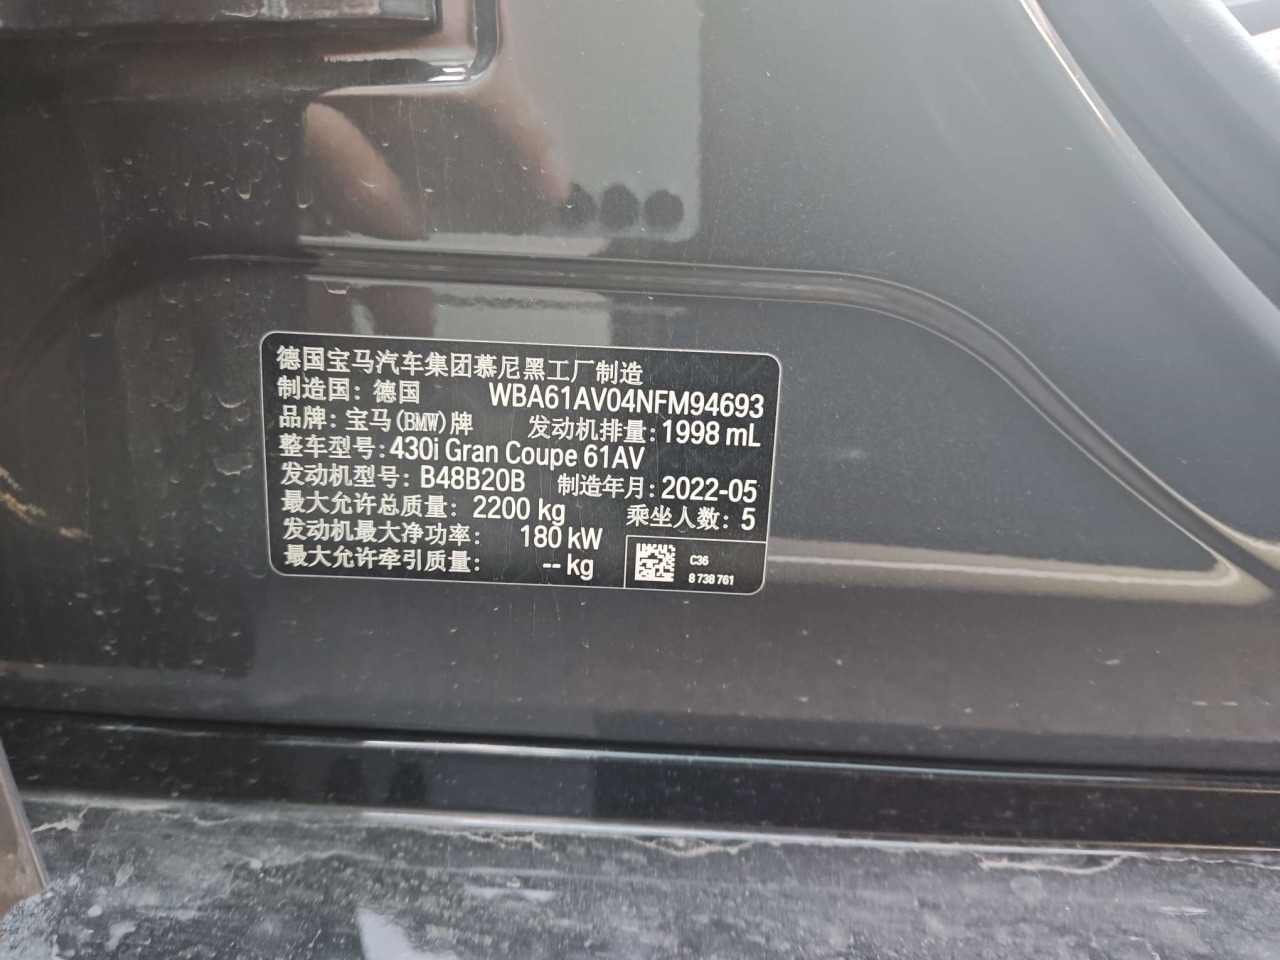 德国宝马汽车集团慕尼黑工厂制造
制造国：德国 WBA61AV04NFM94693
品牌：宝马(BMW)牌 发动机排量：1998 mL
整车型号：430i Gran Coupe 61AV
发动机型号：B48B20B 制造年月：2022-05
最大允许总质量：2200 kg 乘坐人数：5
发动机最大净功率：180 kW
最大允许牵引质量：-- kg
C36
8 738 761